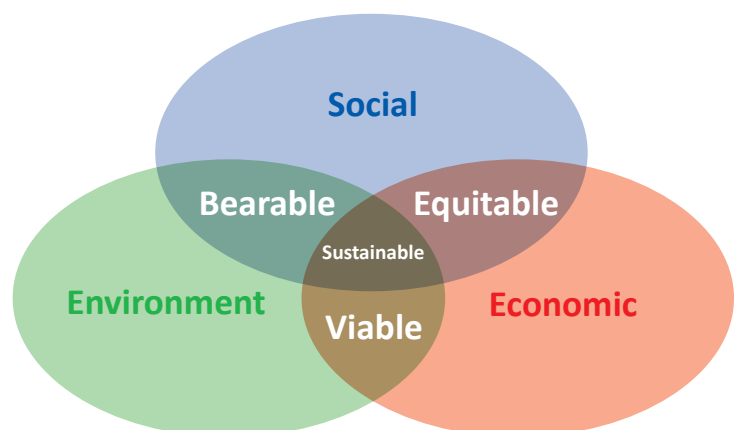 Social
Bearable
Equitable
Sustainable
Environment
Economic
Viable